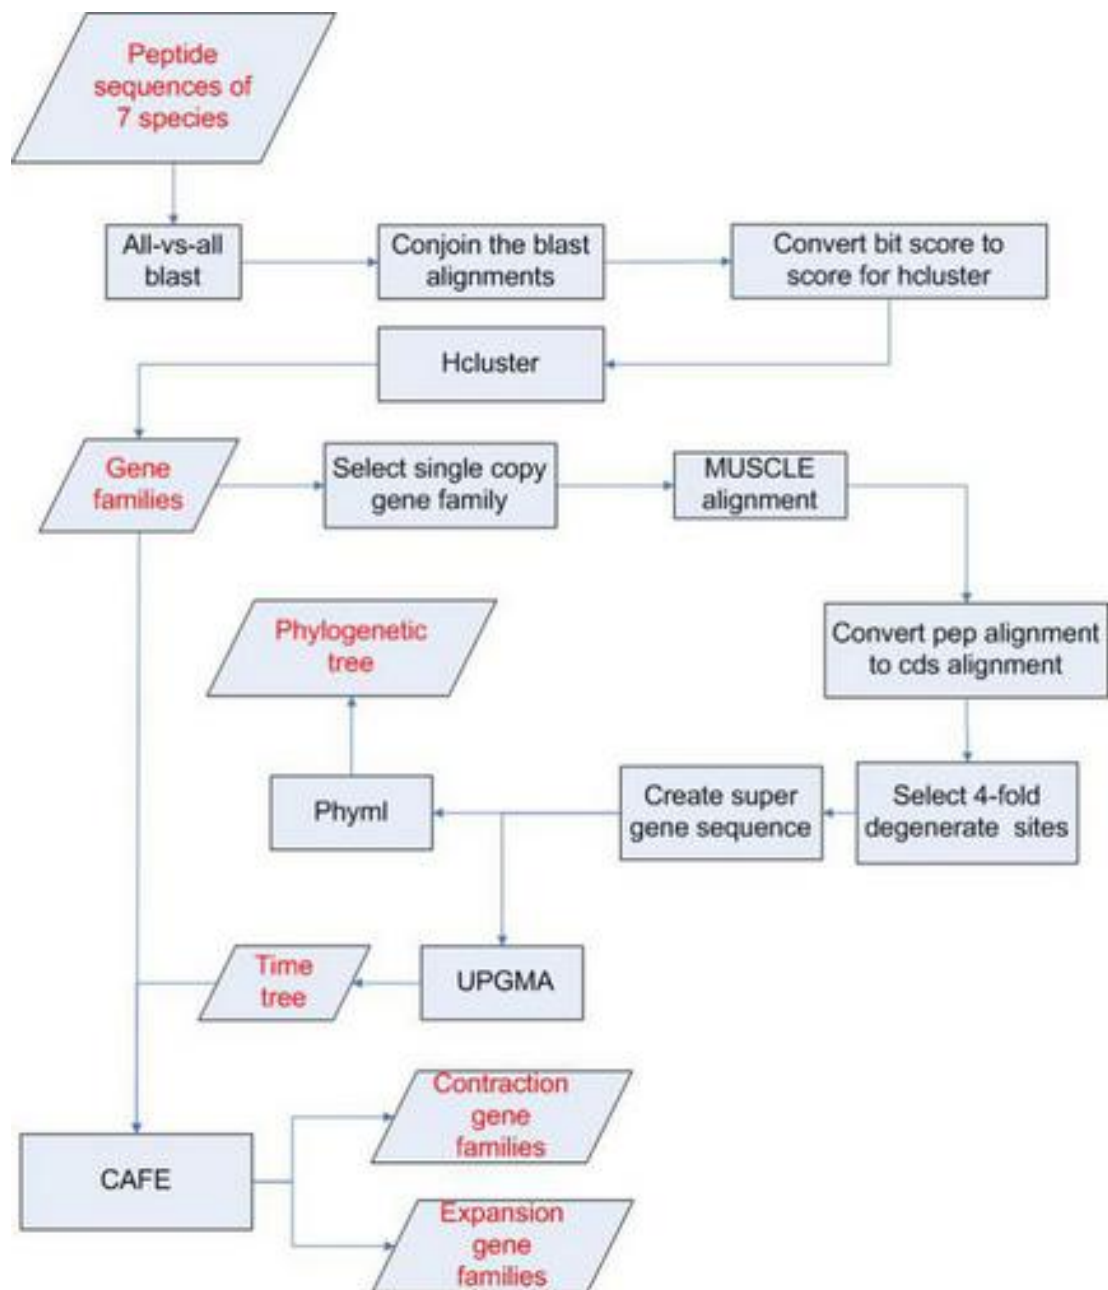 Peptide
sequences of
7 species
All-vs-all
blast
Conjoin the blast
alignments
Convert bit score to
score for hcluster
Hcluster
Gene
families
Select single copy
gene family
MUSCLE
alignment
Phylogenetic
tree
Convert pep alignment
to cds alignment
Phyml
Create super
gene sequence
Select 4-fold
degenerate sites
Time
tree
UPGMA
Contraction
gene
families
CAFE
Expansion
gene
families